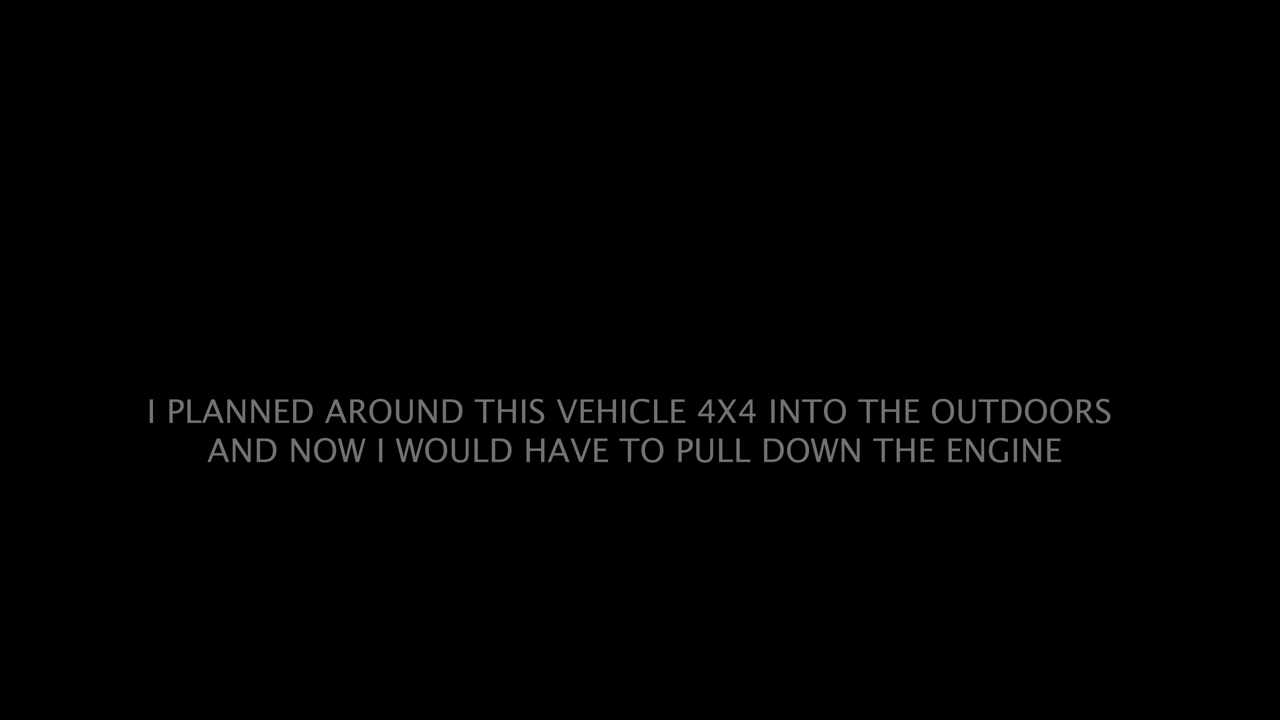 I PLANNED AROUND THIS VEHICLE 4X4 INTO THE OUTDOORS
AND NOW I WOULD HAVE TO PULL DOWN THE ENGINE